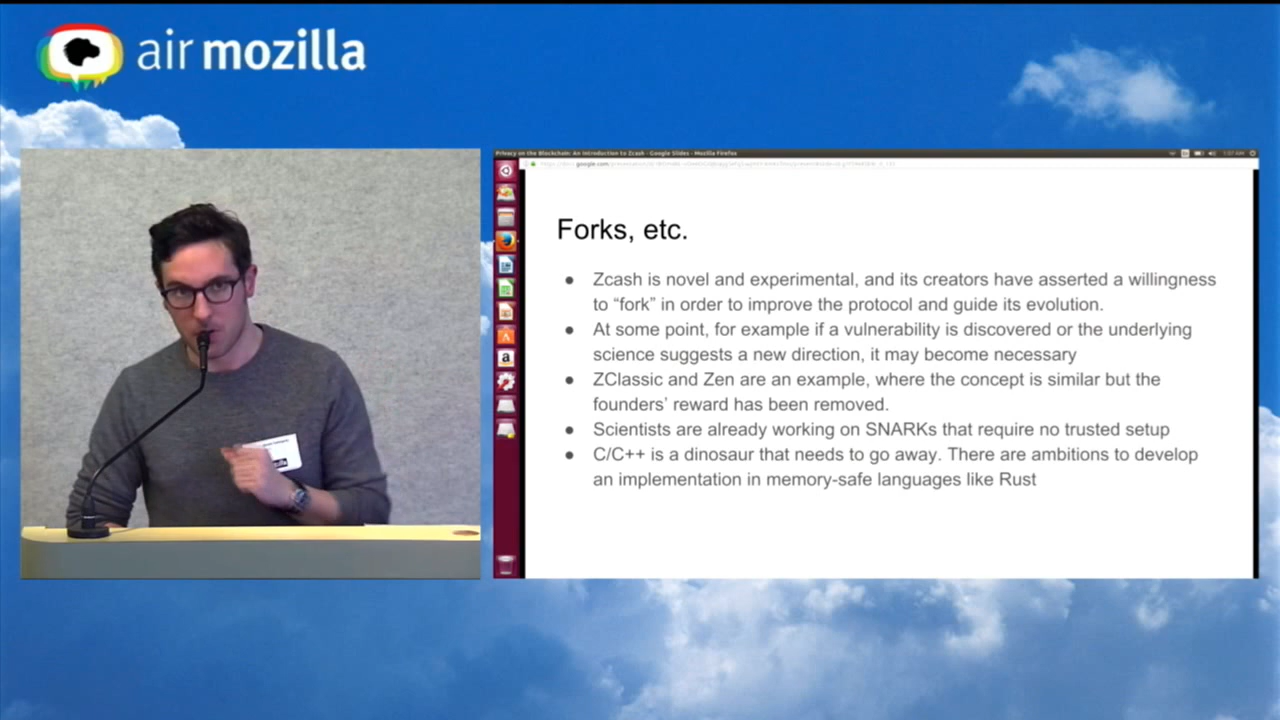 air mozilla
Privacy on the Blockchain: An Introduction to Zcash - Google Slides - Mozilla Firefox
Forks, etc.
● Zcash is novel and experimental, and its creators have asserted a willingness
to “fork” in order to improve the protocol and guide its evolution.
● At some point, for example if a vulnerability is discovered or the underlying
science suggests a new direction, it may become necessary
● ZClassic and Zen are an example, where the concept is similar but the
founders’ reward has been removed.
● Scientists are already working on SNARKs that require no trusted setup
● C/C++ is a dinosaur that needs to go away. There are ambitions to develop
an implementation in memory-safe languages like Rust